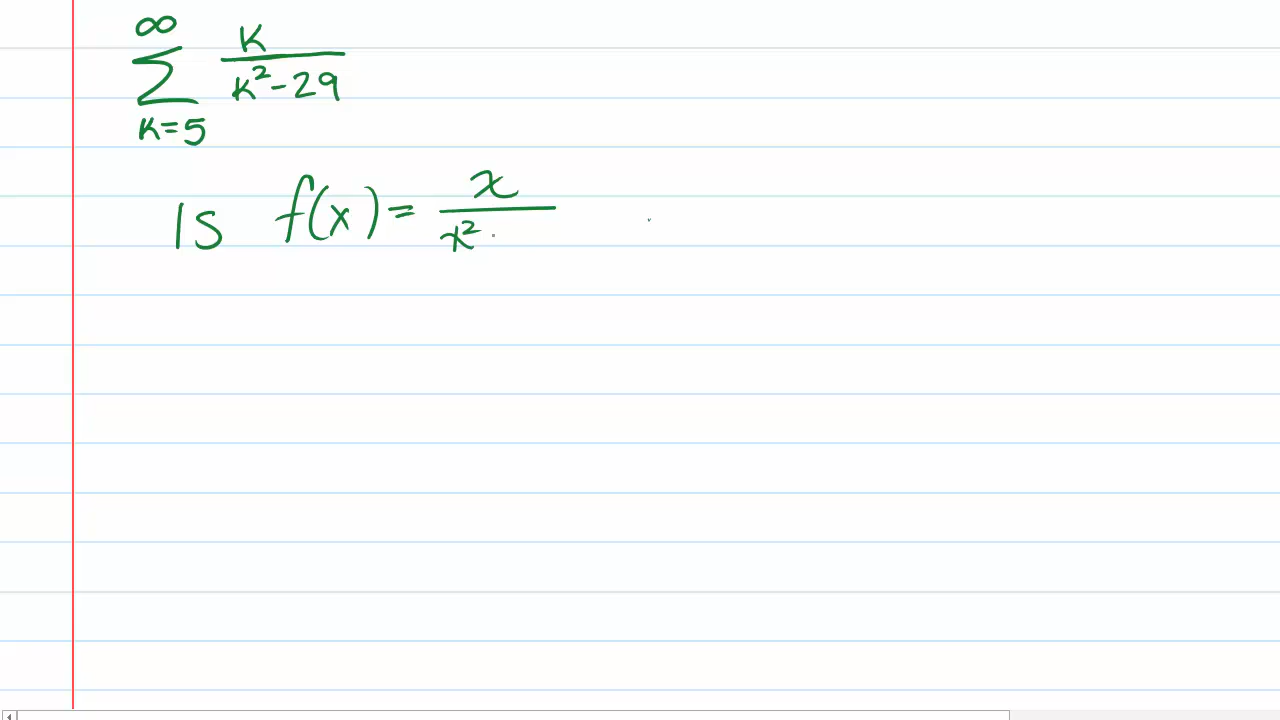 ∞
Σ K/(K² - 29)
K=5
Is f(x) = x/x²